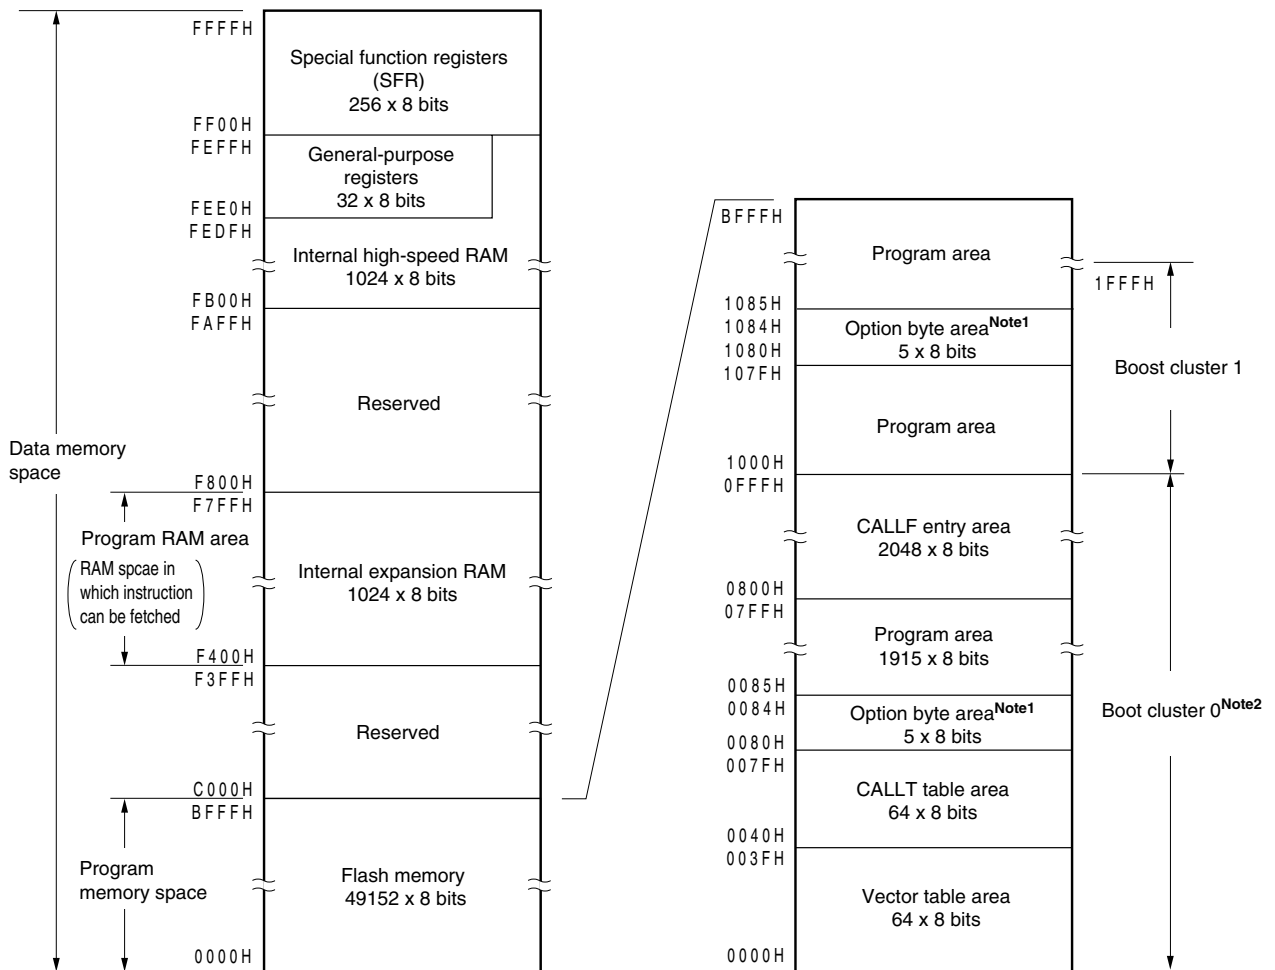 FFFFH
Special function registers
(SFR)
256 x 8 bits
FF00H
FEFFH
General-purpose
registers
32 x 8 bits
FEE0H
FEDFH
Internal high-speed RAM
1024 x 8 bits
FB00H
FAFFH
Reserved
Data memory
space
F800H
F7FFH
Program RAM area
RAM spcae in
which instruction
can be fetched
Internal expansion RAM
1024 x 8 bits
F400H
F3FFH
Reserved
C000H
BFFFH
Program
memory space
Flash memory
49152 x 8 bits
0000H
BFFFH
Program area
1FFFH
1085H
1084H
Option byte areaNote1
5 x 8 bits
1080H
107FH
Boost cluster 1
Program area
1000H
0FFFH
CALLF entry area
2048 x 8 bits
0800H
07FFH
Program area
1915 x 8 bits
0085H
0084H
Option byte areaNote1
5 x 8 bits
Boot cluster 0Note2
0080H
007FH
CALLT table area
64 x 8 bits
0040H
003FH
Vector table area
64 x 8 bits
0000H